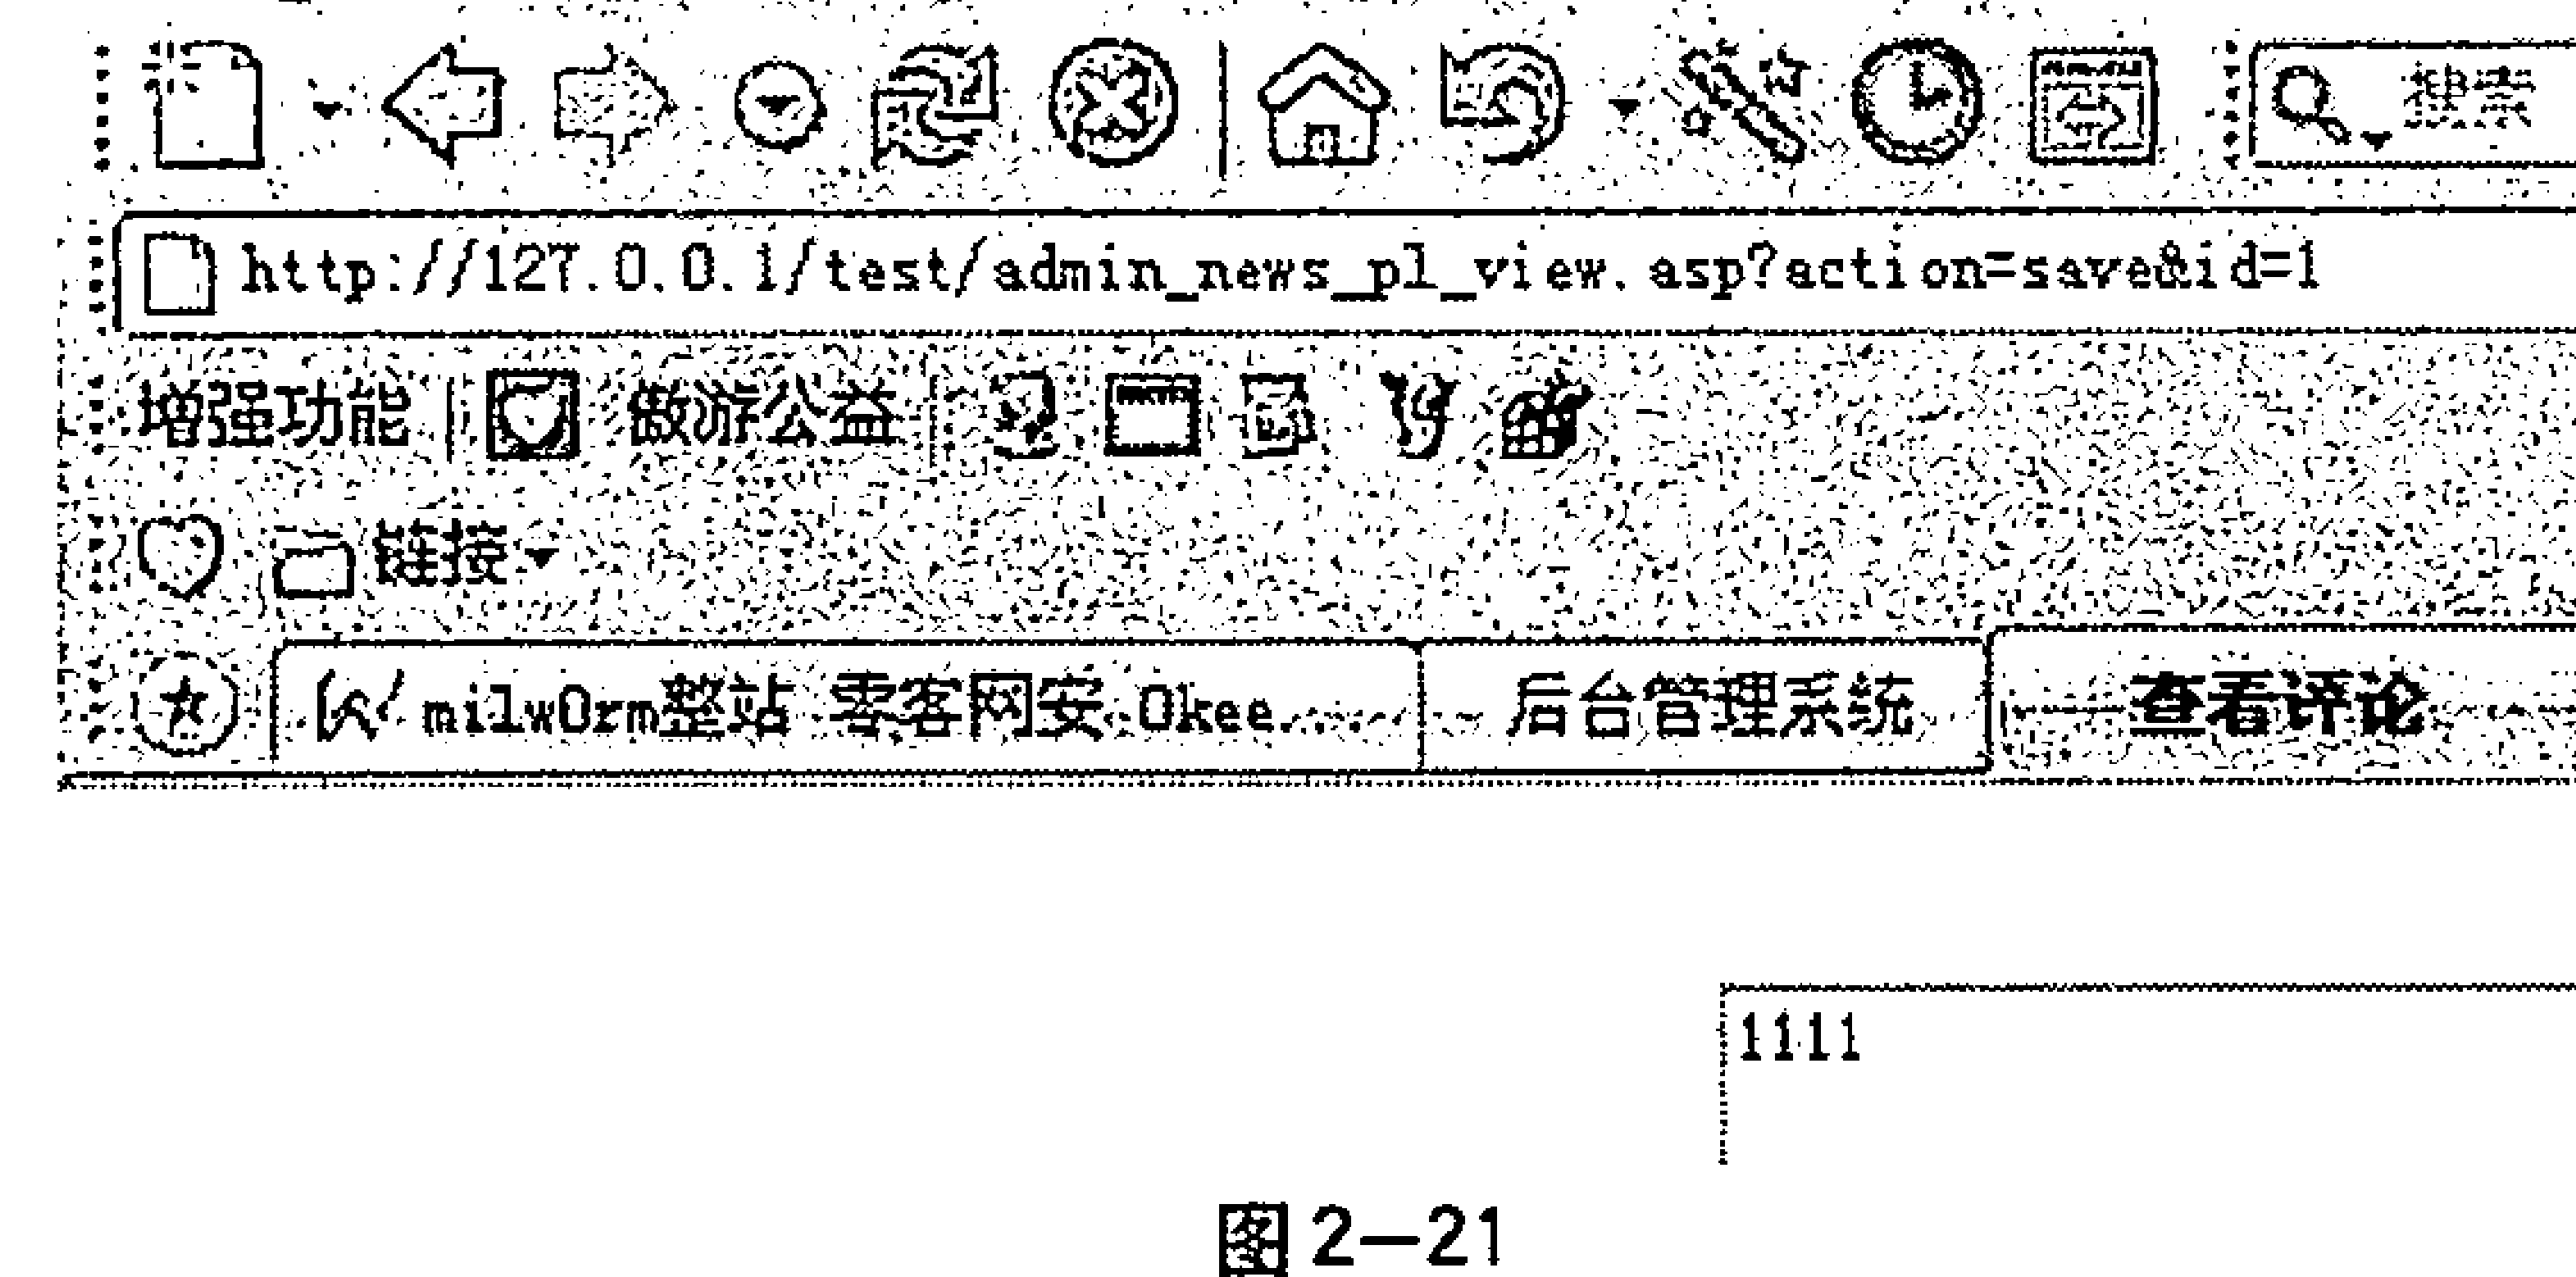 搜索
http://127.0.0.1/test/admin_news_pl_view.asp?action=save&id=1
增强功能 傲游公益
链接
milw0rm整站 零客网安 0kee... 后台管理系统 查看评论
1111
图2-21